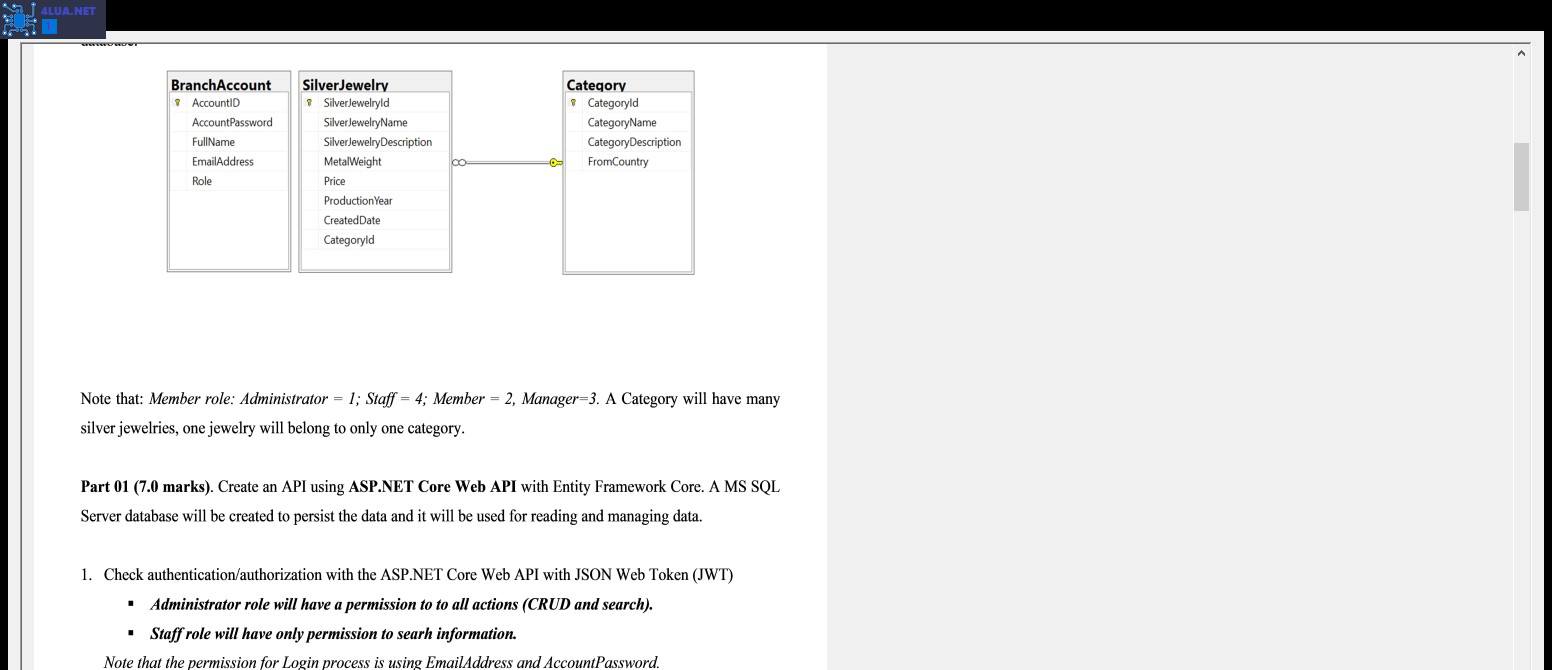 4LUA.NET
database.
BranchAccount
AccountID
AccountPassword
FullName
EmailAddress
Role
SilverJewelry
SilverJewelryId
SilverJewelryName
SilverJewelryDescription
MetalWeight
Price
ProductionYear
CreatedDate
CategoryId
Category
CategoryId
CategoryName
CategoryDescription
FromCountry
Note that: Member role: Administrator = 1; Staff = 4; Member = 2, Manager=3. A Category will have many
silver jewelries, one jewelry will belong to only one category.
Part 01 (7.0 marks). Create an API using ASP.NET Core Web API with Entity Framework Core. A MS SQL
Server database will be created to persist the data and it will be used for reading and managing data.
1. Check authentication/authorization with the ASP.NET Core Web API with JSON Web Token (JWT)
▪ Administrator role will have a permission to to all actions (CRUD and search).
▪ Staff role will have only permission to searh information.
Note that the permission for Login process is using EmailAddress and AccountPassword.